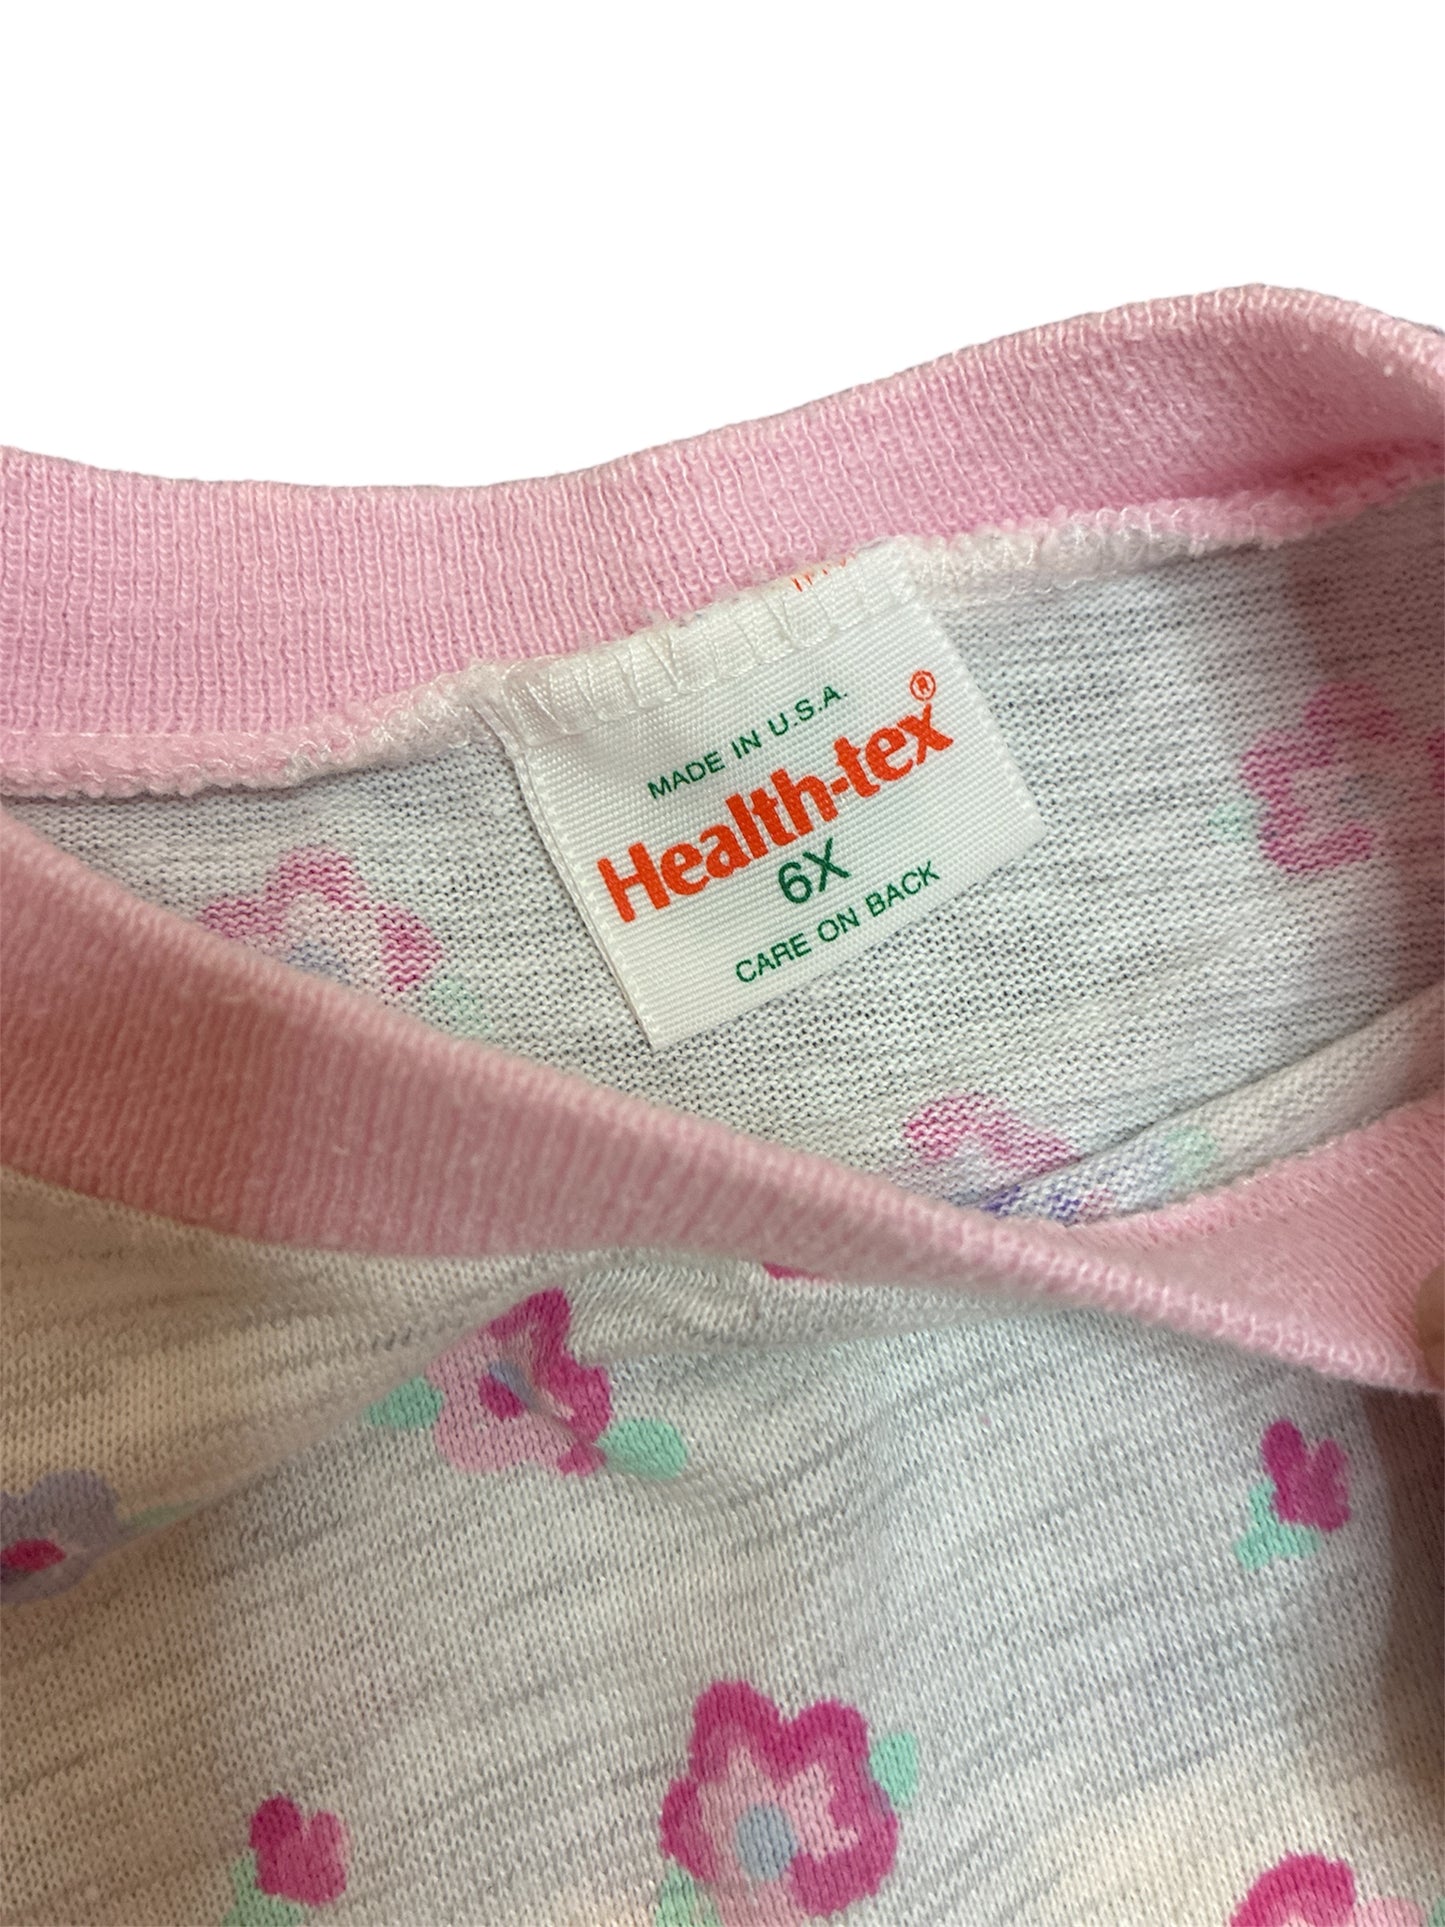 MADE IN U.S.A.
Health-tex®
6X
CARE ON BACK